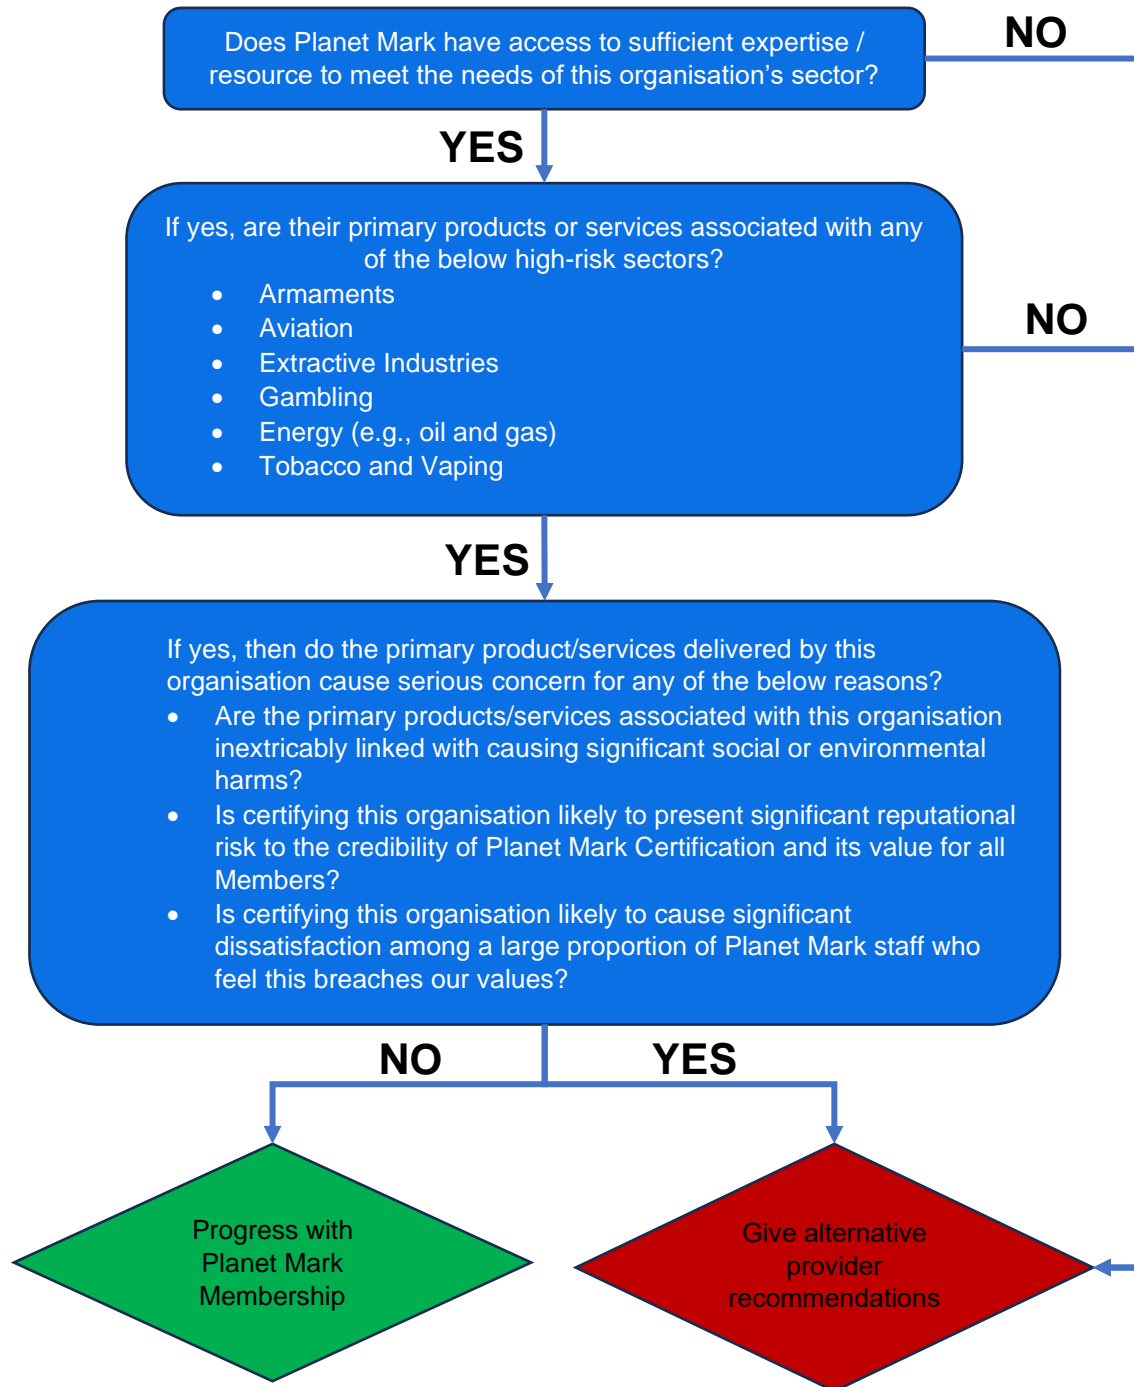 Does Planet Mark have access to sufficient expertise /
resource to meet the needs of this organisation's sector?
NO
YES
If yes, are their primary products or services associated with any
of the below high-risk sectors?
• Armaments
• Aviation
• Extractive Industries
• Gambling
• Energy (e.g., oil and gas)
• Tobacco and Vaping
NO
YES
If yes, then do the primary product/services delivered by this
organisation cause serious concern for any of the below reasons?
• Are the primary products/services associated with this organisation
inextricably linked with causing significant social or environmental
harms?
• Is certifying this organisation likely to present significant reputational
risk to the credibility of Planet Mark Certification and its value for all
Members?
• Is certifying this organisation likely to cause significant
dissatisfaction among a large proportion of Planet Mark staff who
feel this breaches our values?
NO
YES
Progress with
Planet Mark
Membership
Give alternative
provider
recommendations